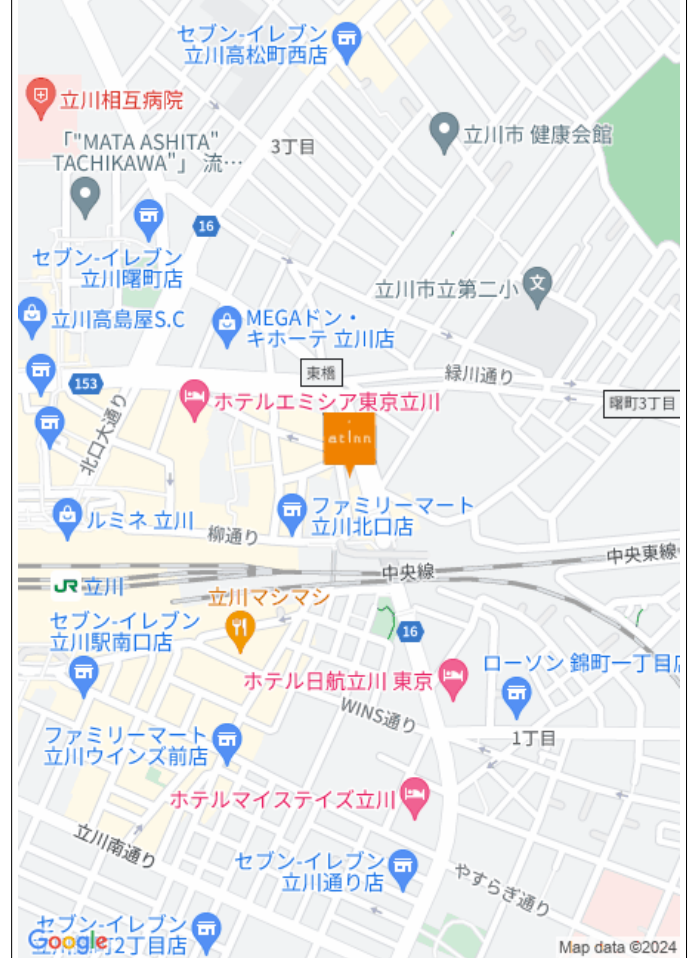 セブン-イレブン
立川高松町西店
立川相互病院
「"MATA ASHITA"
TACHIKAWA"」 流…
3丁目
立川市 健康会館
16
セブン-イレブン
立川曙町店
立川市立第二小
文
立川高島屋S.C
MEGAドン・
キホーテ 立川店
東橋
緑川通り
153
曙町3丁目
ホテルエミシア東京立川
北口大通り
atInn
ファミリーマート
立川北口店
ルミネ 立川
柳通り
中央東線
中央線
JR 立川
立川マシマシ
セブン-イレブン
立川駅南口店
16
ローソン 錦町一丁目店
ホテル日航立川 東京
WINS通り
1丁目
ファミリーマート
立川ウインズ前店
ホテルマイステイズ立川
立川南通り
セブン-イレブン
立川通り店
やすらぎ通り
セブン-イレブン
町2丁目店
Google
Map data ©2024